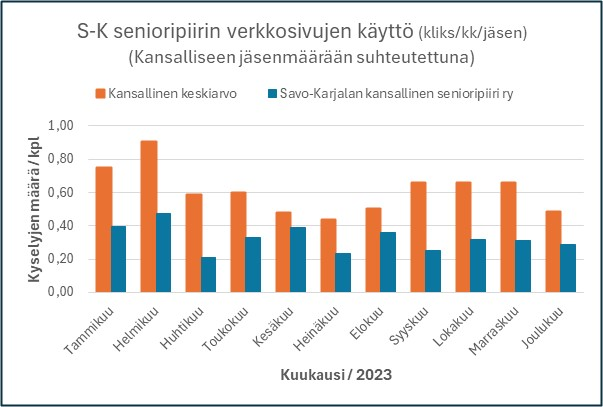 S-K senioripiirin verkkosivujen käyttö (kliks/kk/jäsen)
(Kansalliseen jäsenmäärään suhteutettuna)
Kansallinen keskiarvo
Savo-Karjalan kansallinen senioripiiri ry
Kyselyjen määrä / kpl
1,00
0,80
0,60
0,40
0,20
0,00
Tammikuu
Helmikuu
Huhtikuu
Toukokuu
Kesäkuu
Heinäkuu
Elokuu
Syyskuu
Lokakuu
Marraskuu
Joulukuu
Kuukausi / 2023